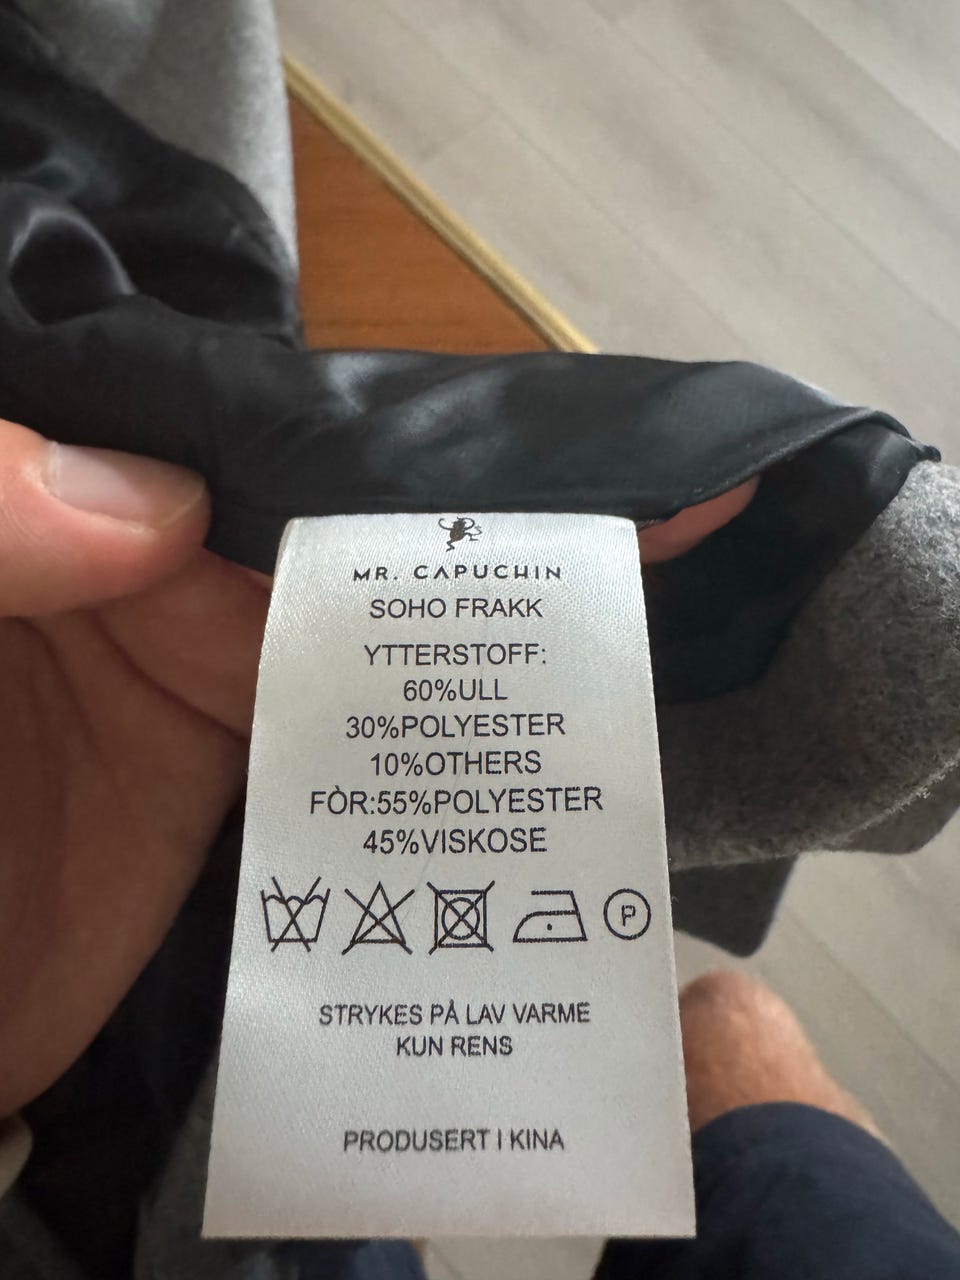 MR. CAPUCHIN
SOHO FRAKK
YTTERSTOFF:
60%ULL
30%POLYESTER
10%OTHERS
FÒR:55%POLYESTER
45%VISKOSE
P
STRYKES PÅ LAV VARME
KUN RENS
PRODUSERT I KINA